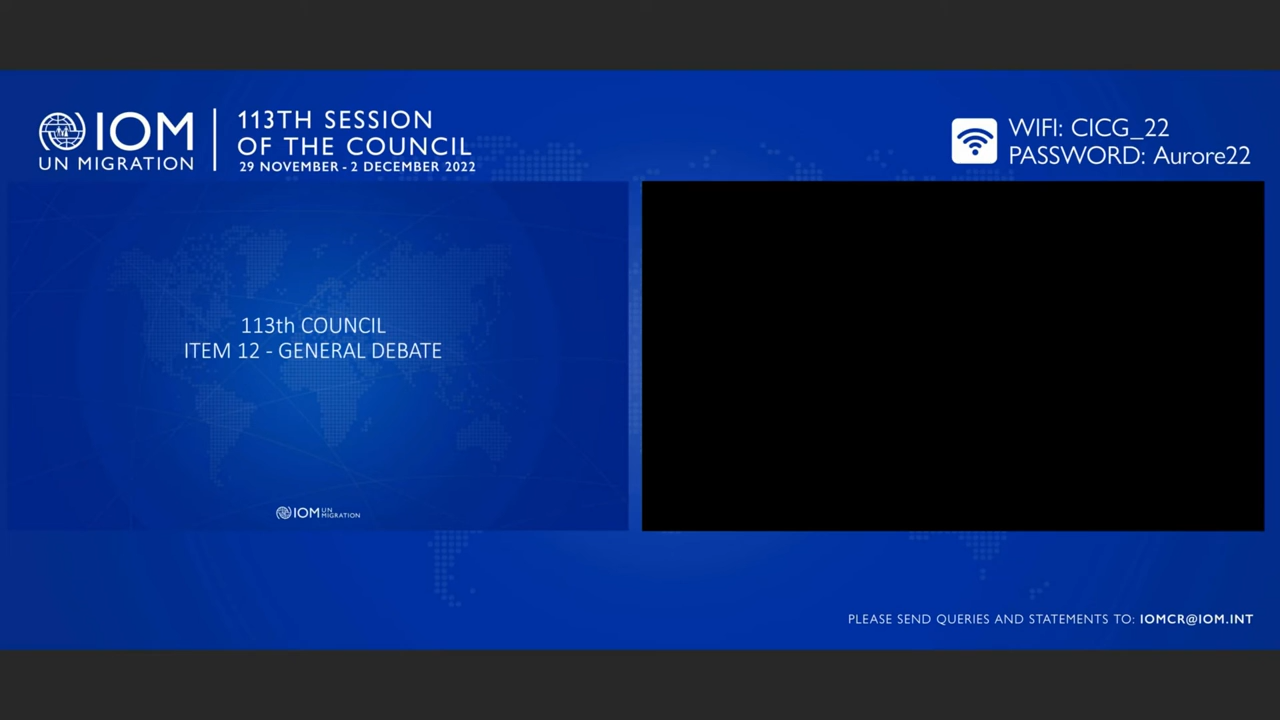 IOM
UN MIGRATION
113TH SESSION
OF THE COUNCIL
29 NOVEMBER - 2 DECEMBER 2022
WIFI: CICG_22
PASSWORD: Aurore22
113th COUNCIL
ITEM 12 - GENERAL DEBATE
IOM UN MIGRATION
PLEASE SEND QUERIES AND STATEMENTS TO: IOMCR@IOM.INT